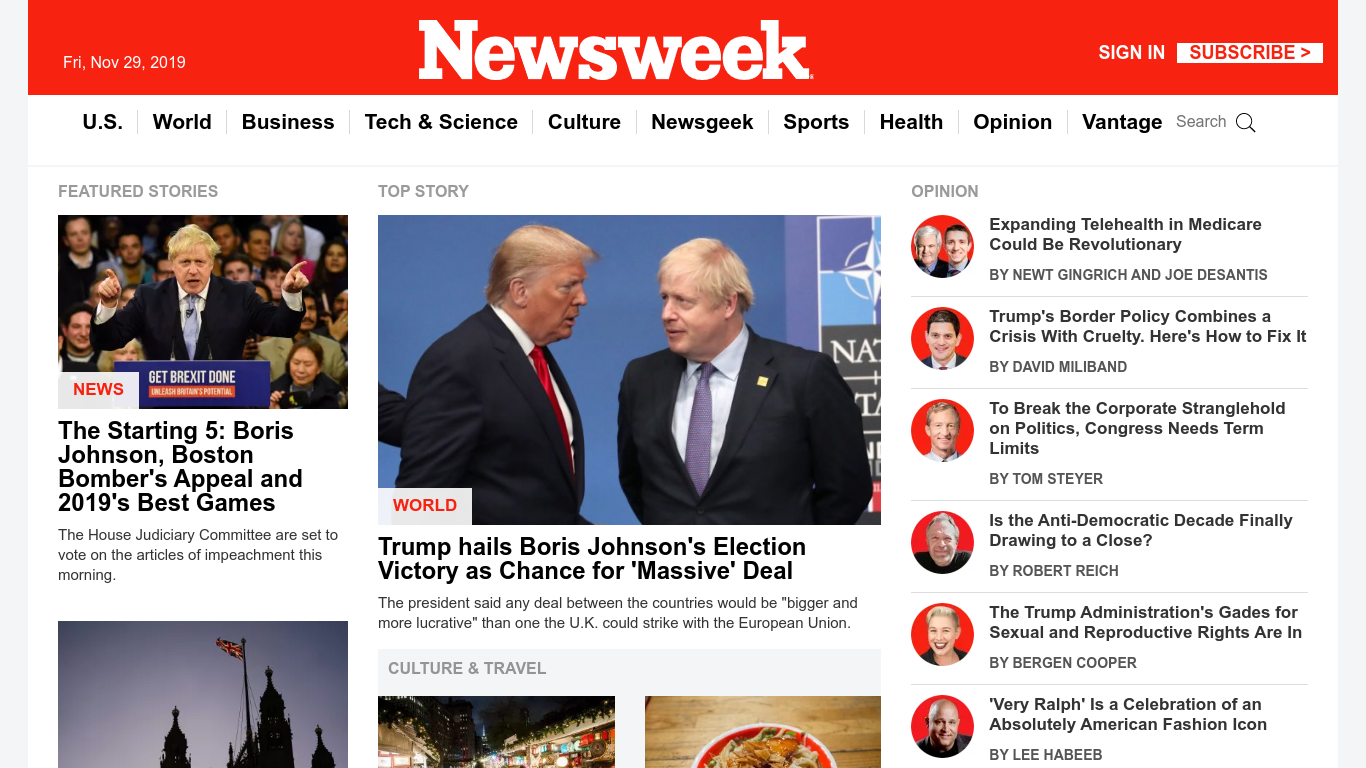 Fri, Nov 29, 2019
Newsweek
SIGN IN
SUBSCRIBE >
U.S.
World
Business
Tech & Science
Culture
Newsgeek
Sports
Health
Opinion
Vantage
Search
FEATURED STORIES
GET BREXIT DONE
UNLEASH BRITAIN'S POTENTIAL
NEWS
The Starting 5: Boris
Johnson, Boston
Bomber's Appeal and
2019's Best Games
The House Judiciary Committee are set to
vote on the articles of impeachment this
morning.
TOP STORY
WORLD
Trump hails Boris Johnson's Election
Victory as Chance for 'Massive' Deal
The president said any deal between the countries would be "bigger and
more lucrative" than one the U.K. could strike with the European Union.
CULTURE & TRAVEL
OPINION
Expanding Telehealth in Medicare
Could Be Revolutionary
BY NEWT GINGRICH AND JOE DESANTIS
Trump's Border Policy Combines a
Crisis With Cruelty. Here's How to Fix It
BY DAVID MILIBAND
To Break the Corporate Stranglehold
on Politics, Congress Needs Term
Limits
BY TOM STEYER
Is the Anti-Democratic Decade Finally
Drawing to a Close?
BY ROBERT REICH
The Trump Administration's Gades for
Sexual and Reproductive Rights Are In
BY BERGEN COOPER
'Very Ralph' Is a Celebration of an
Absolutely American Fashion Icon
BY LEE HABEEB